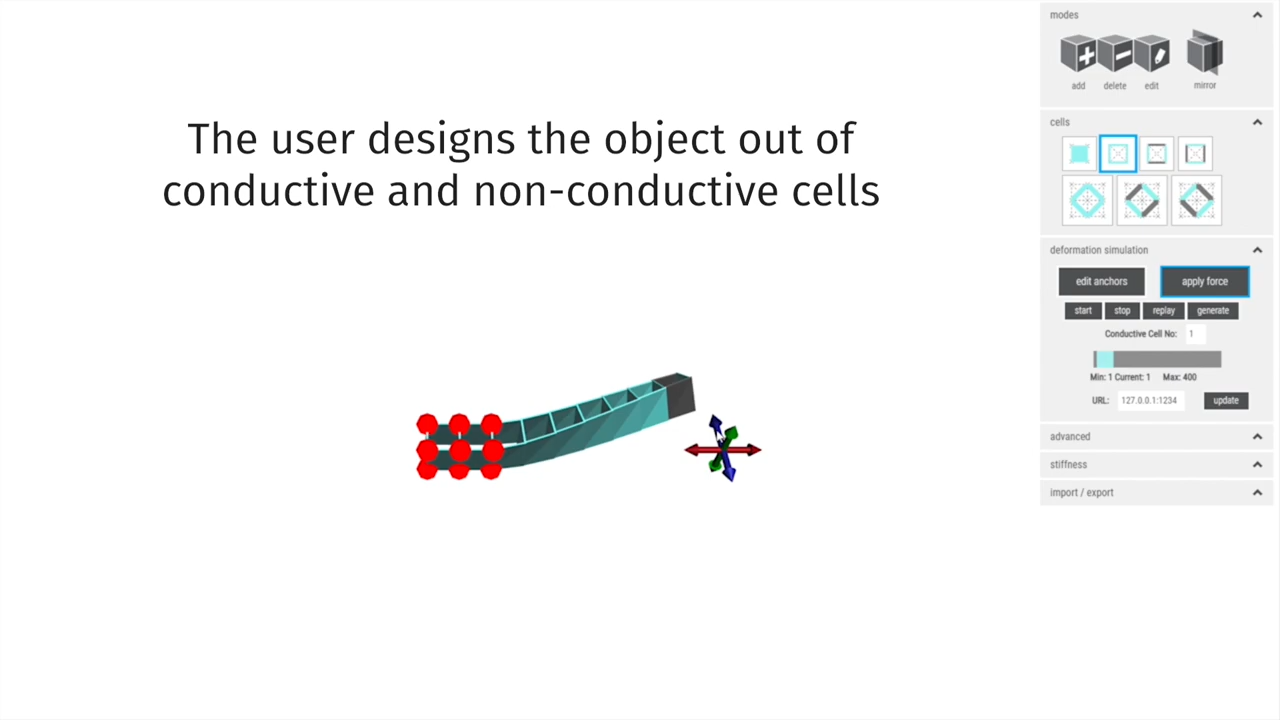 The user designs the object out of
conductive and non-conductive cells
modes
add delete edit mirror
cells
deformation simulation
edit anchors apply force
start stop replay generate
Conductive Cell No: 1
Min: 1 Current: 1 Max: 400
URL: 127.0.0.1:1234 update
advanced
stiffness
import / export